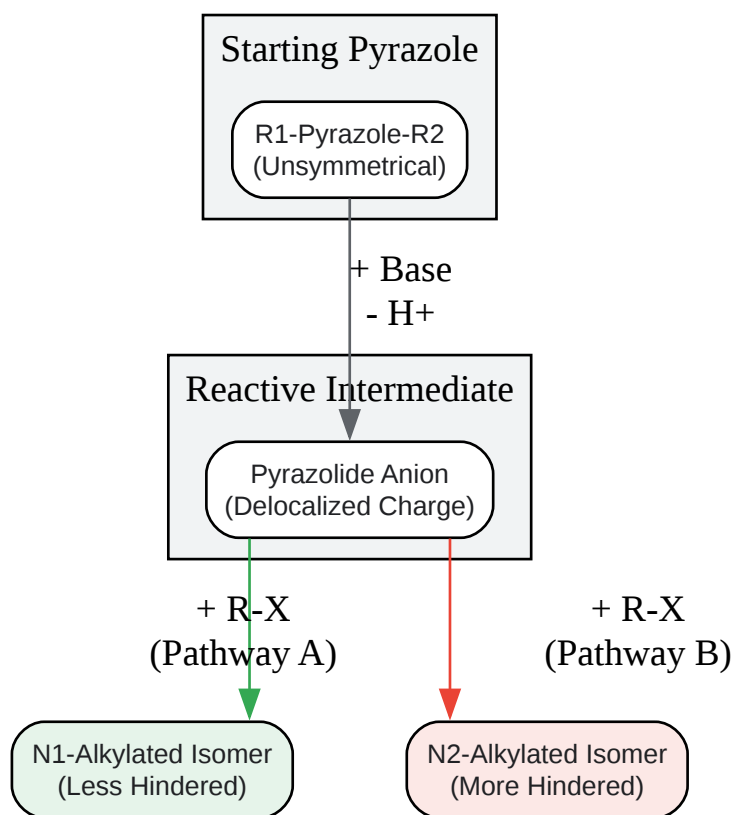 Starting Pyrazole
R1-Pyrazole-R2
(Unsymmetrical)
+ Base
- H+
Reactive Intermediate
Pyrazolide Anion
(Delocalized Charge)
+ R-X
(Pathway A)
+ R-X
(Pathway B)
N1-Alkylated Isomer
(Less Hindered)
N2-Alkylated Isomer
(More Hindered)